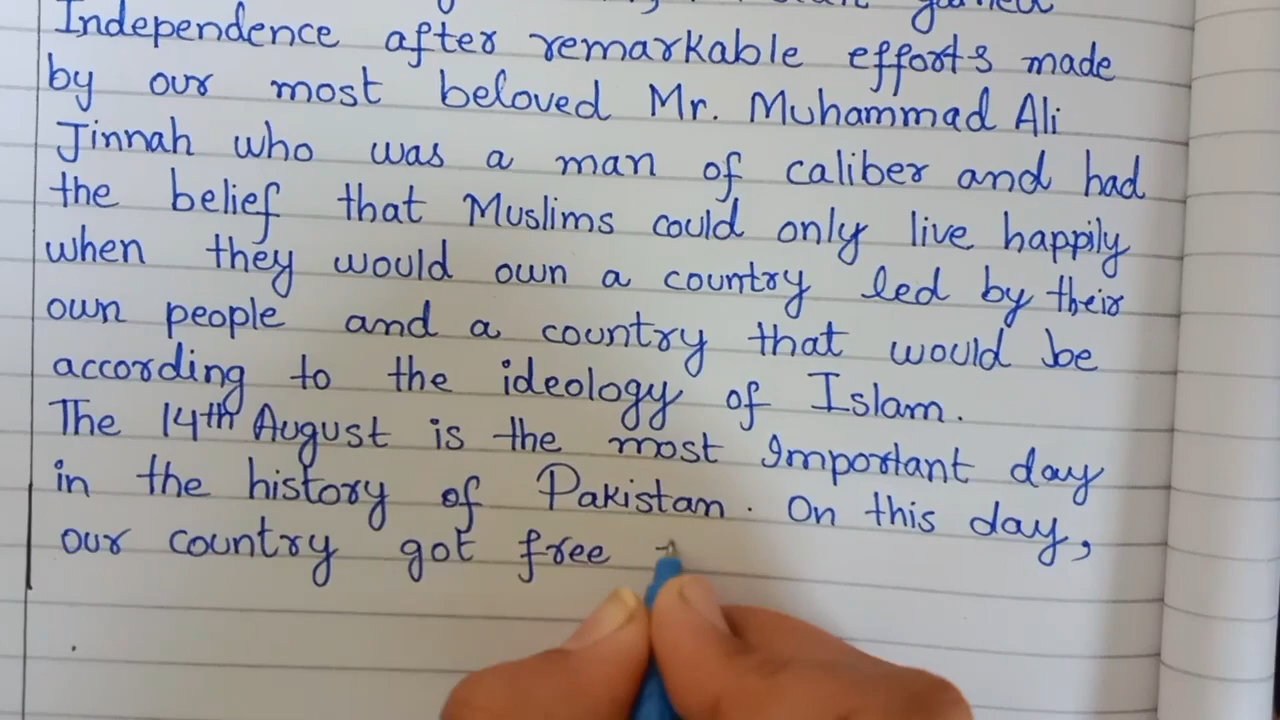 Independence after remarkable efforts made
by our most beloved Mr. Muhammad Ali
Jinnah who was a man of caliber and had
the belief that Muslims could only live happily
when they would own a country led by their
own people and a country that would be
according to the ideology of Islam.
The 14th August is the most Important day
in the history of Pakistan. On this day,
our country got free